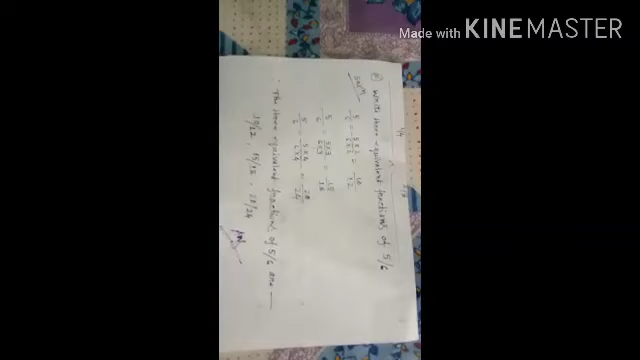 Made with KINEMASTER
Write three equivalent fractions of 5/6
Solⁿ,
5/6 = 5×2/6×2 = 10/12
5/6 = 5×3/6×3 = 15/18
5/6 = 5×4/6×4 = 20/24
The three equivalent fractions of 5/6 are —
10/12, 15/18, 20/24
Ans